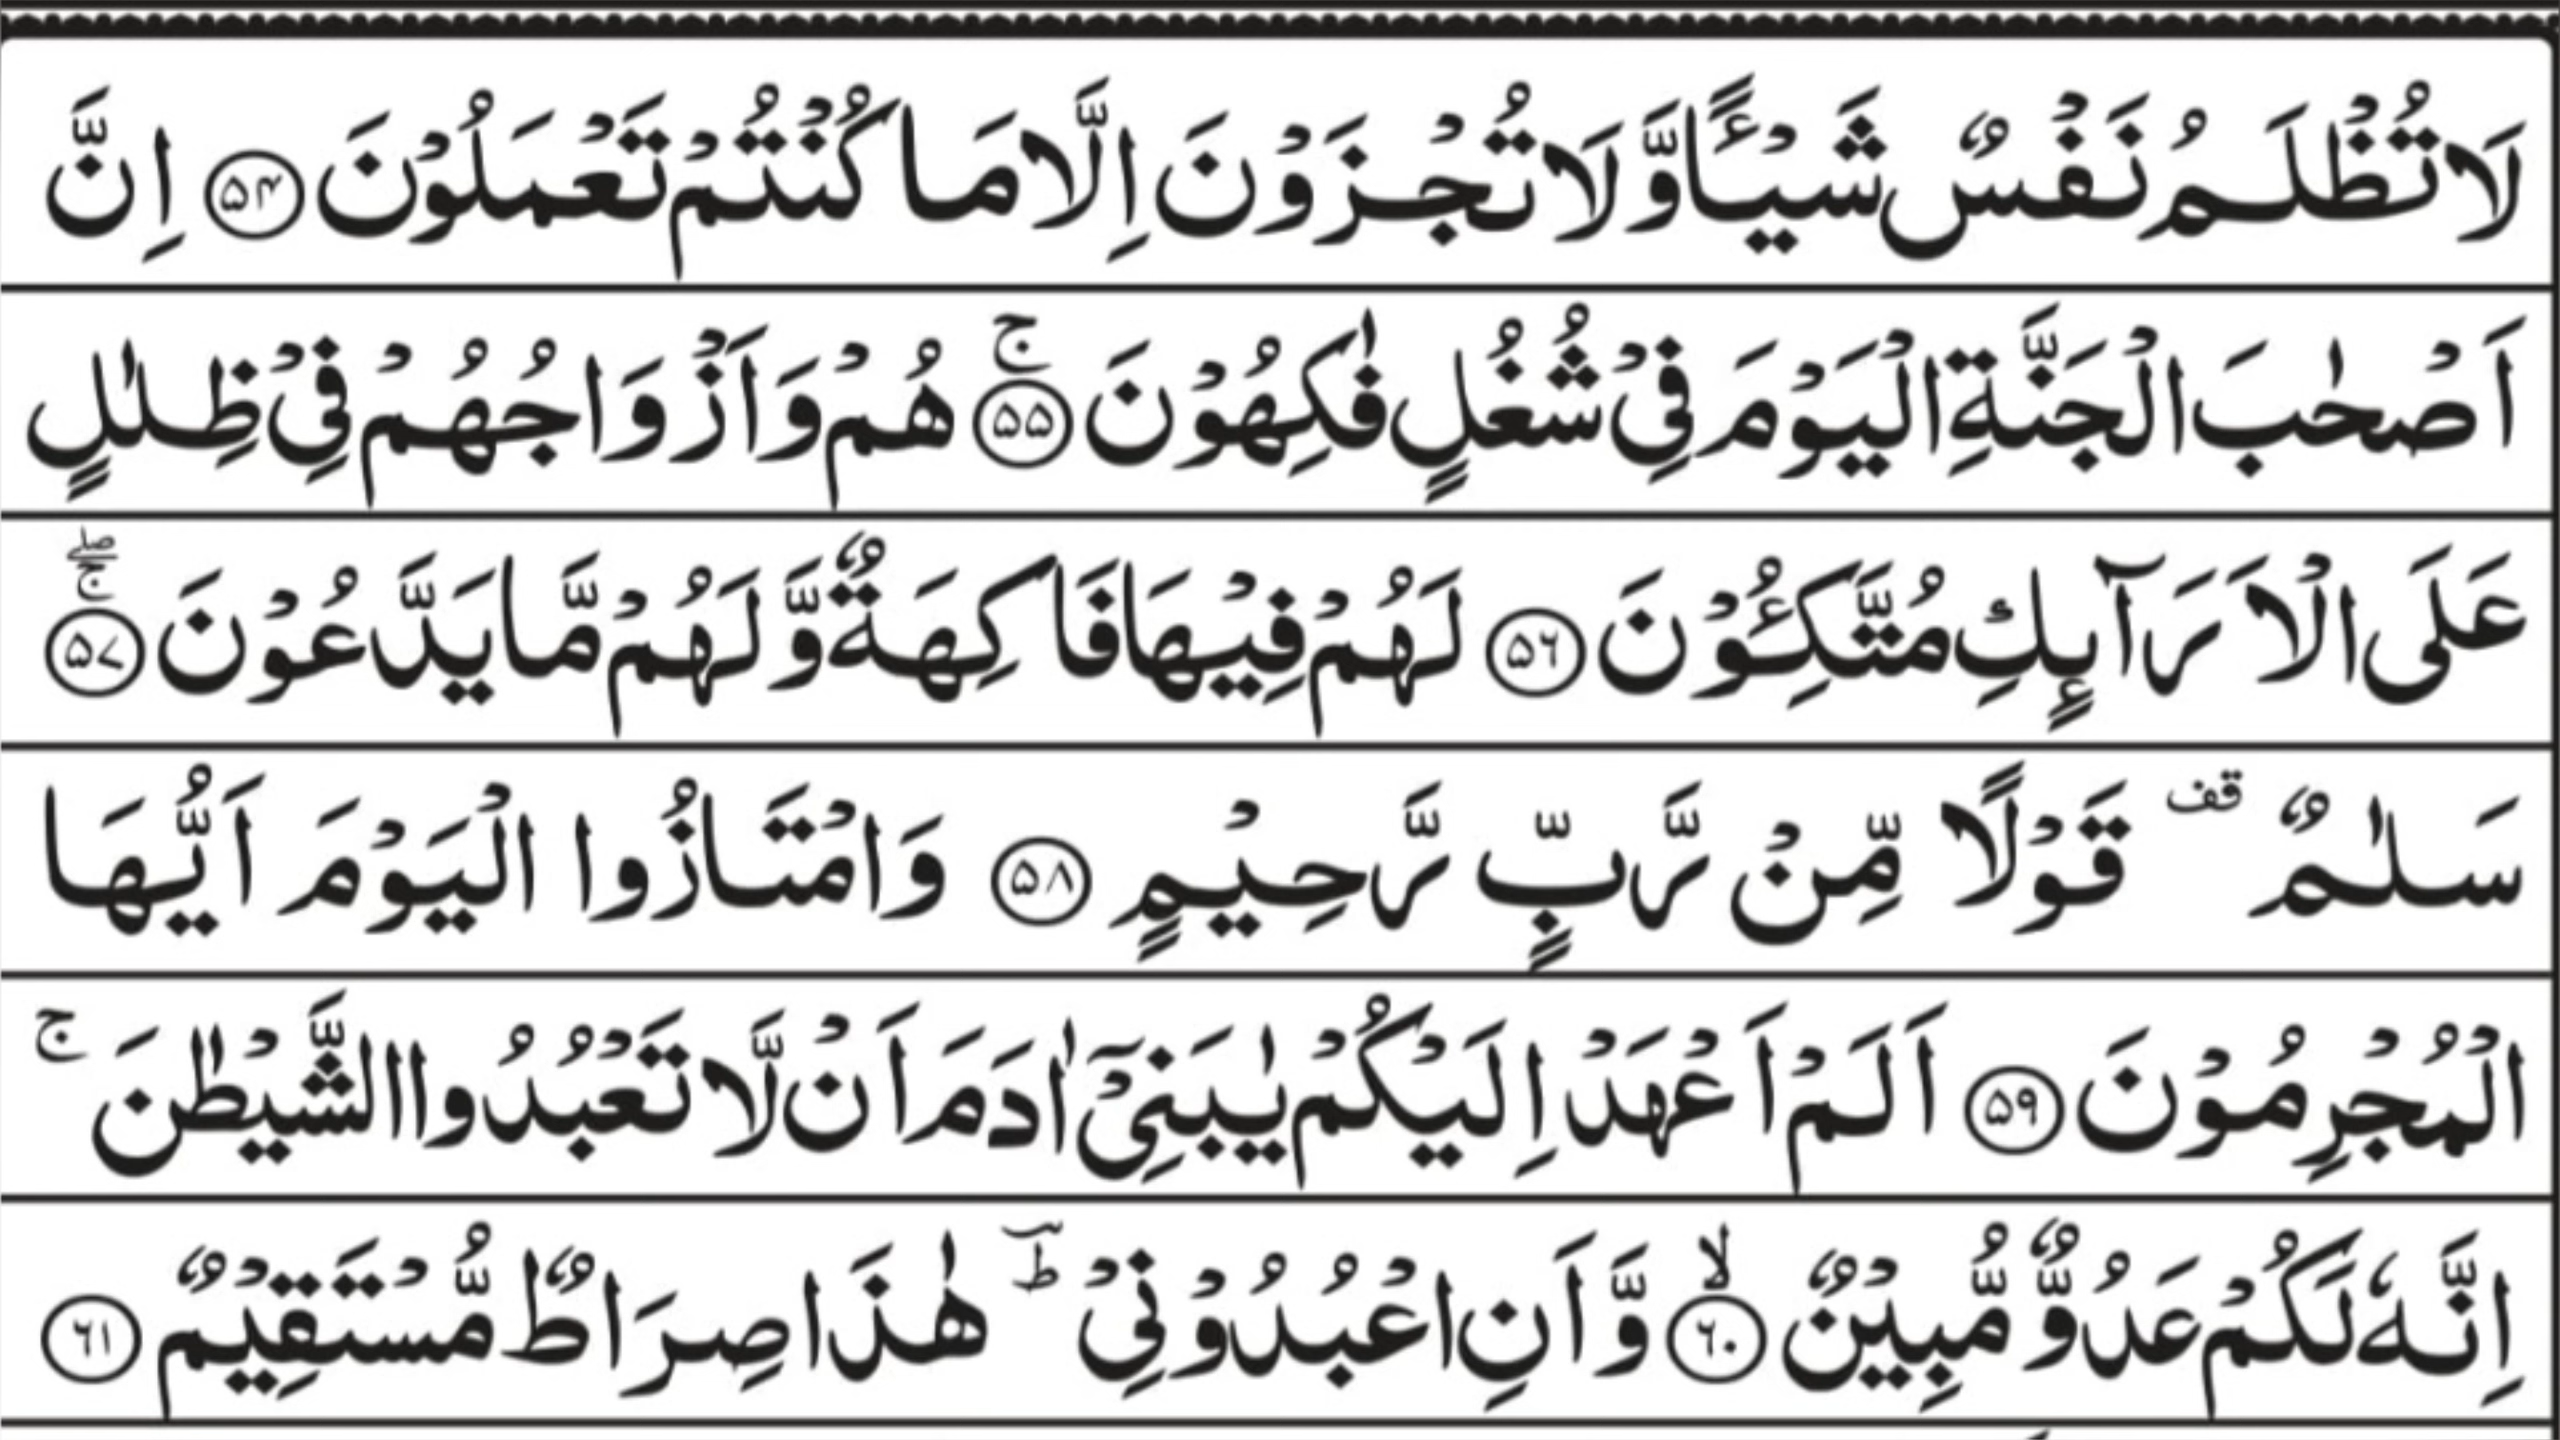 لَا تُظْلَمُ نَفْسٌ شَيْـًٔا وَّلَا تُجْزَوْنَ اِلَّا مَا كُنْتُمْ تَعْمَلُوْنَ ۝۵۴ اِنَّ
اَصْحٰبَ الْجَنَّةِ الْيَوْمَ فِيْ شُغُلٍ فٰكِهُوْنَ ۝۵۵ ۚ هُمْ وَاَزْوَاجُهُمْ فِيْ ظِلٰلٍ
عَلَى الْاَرَآئِكِ مُتَّكِـُٔوْنَ ۝۵۶ لَهُمْ فِيْهَا فَاكِهَةٌ وَّلَهُمْ مَّا يَدَّعُوْنَ ۝۵۷ ۚۖ
سَلٰمٌ قف قَوْلًا مِّنْ رَّبٍّ رَّحِيْمٍ ۝۵۸ وَامْتَازُوا الْيَوْمَ اَيُّهَا
الْمُجْرِمُوْنَ ۝۵۹ اَلَمْ اَعْهَدْ اِلَيْكُمْ يٰبَنِيْٓ اٰدَمَ اَنْ لَّا تَعْبُدُوا الشَّيْطٰنَ ۚ
اِنَّهٗ لَكُمْ عَدُوٌّ مُّبِيْنٌ ۝۶۰ ۙ وَّاَنِ اعْبُدُوْنِيْ ؕ هٰذَا صِرَاطٌ مُّسْتَقِيْمٌ ۝۶۱